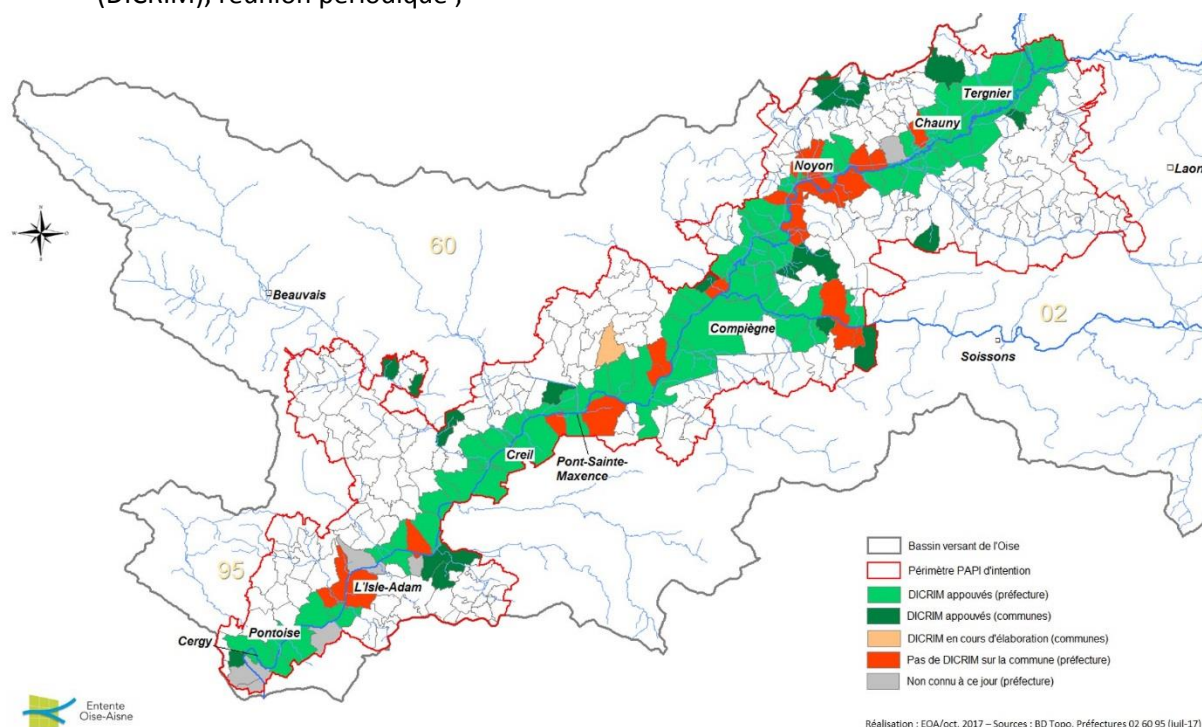 (DICRIM), réunion périodique ;
Tergnier
Chauny
Noyon
Laon
60
Beauvais
Compiègne
02
Soissons
Creil
Pont-Sainte-
Maxence
95
L'Isle-Adam
Pontoise
Cergy
Bassin versant de l'Oise
Périmètre PAPI d'intention
DICRIM appouvés (préfecture)
DICRIM appouvés (communes)
DICRIM en cours d'élaboration (communes)
Pas de DICRIM sur la commune (préfecture)
Non connu à ce jour (préfecture)
Entente
Oise-Aisne
Réalisation : EOA/oct. 2017 – Sources : BD Topo, Préfectures 02 60 95 (juil-17)